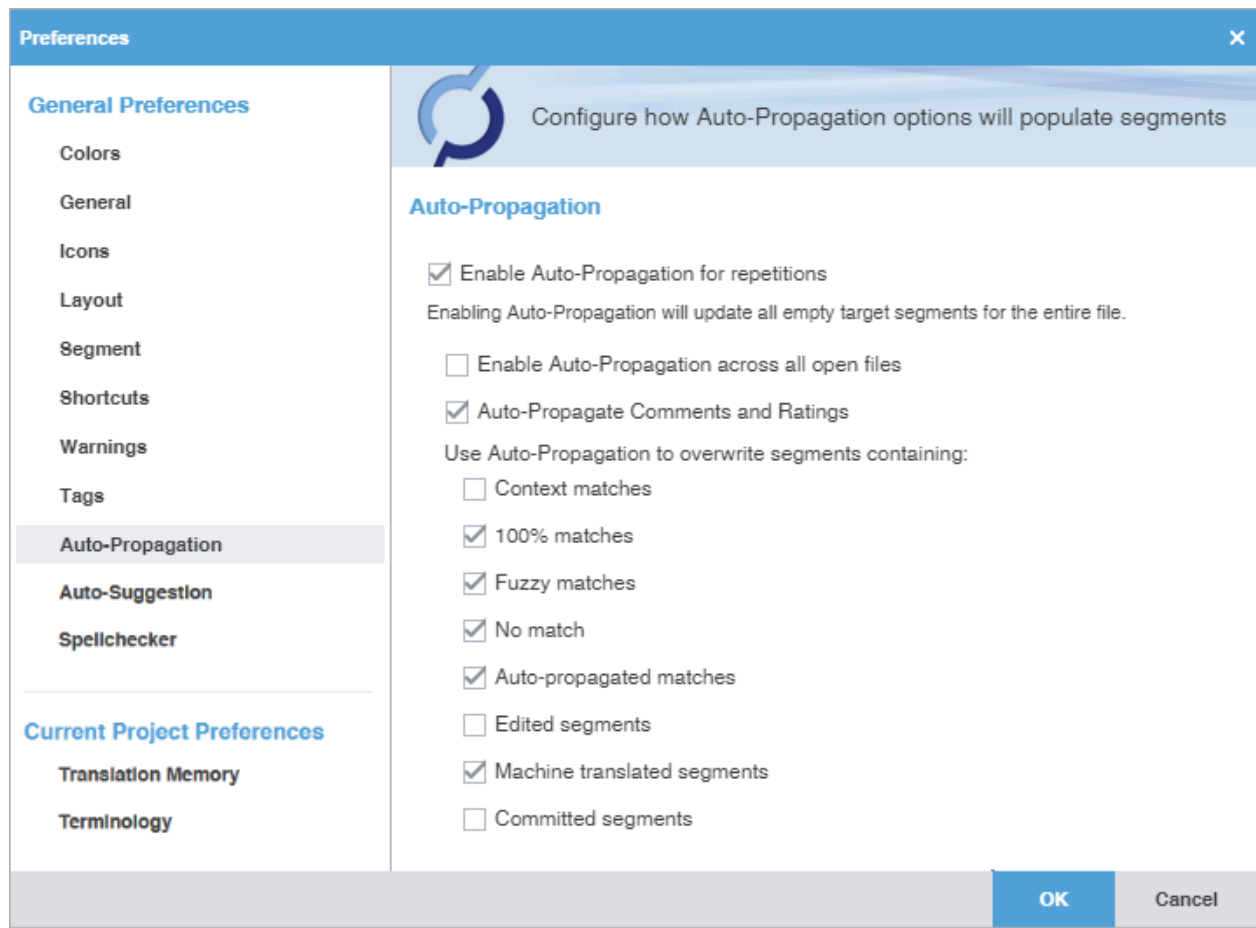 Preferences
General Preferences
Colors
General
Icons
Layout
Segment
Shortcuts
Warnings
Tags
Auto-Propagation
Auto-Suggestion
Spellchecker
Current Project Preferences
Translation Memory
Terminology
Configure how Auto-Propagation options will populate segments
Auto-Propagation
Enable Auto-Propagation for repetitions
Enabling Auto-Propagation will update all empty target segments for the entire file.
Enable Auto-Propagation across all open files
Auto-Propagate Comments and Ratings
Use Auto-Propagation to overwrite segments containing:
Context matches
100% matches
Fuzzy matches
No match
Auto-propagated matches
Edited segments
Machine translated segments
Committed segments
OK
Cancel